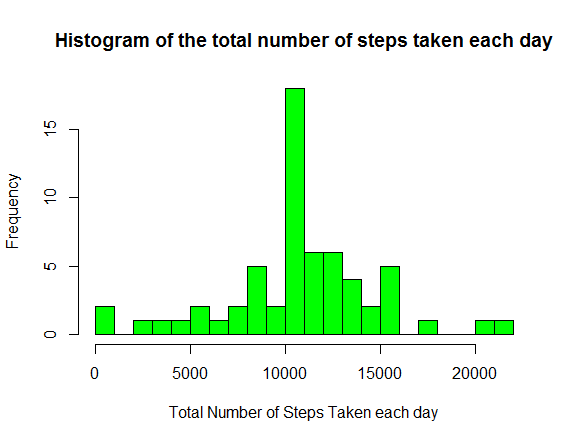 Histogram of the total number of steps taken each day
Frequency
15
10
5
0
0 5000 10000 15000 20000
Total Number of Steps Taken each day